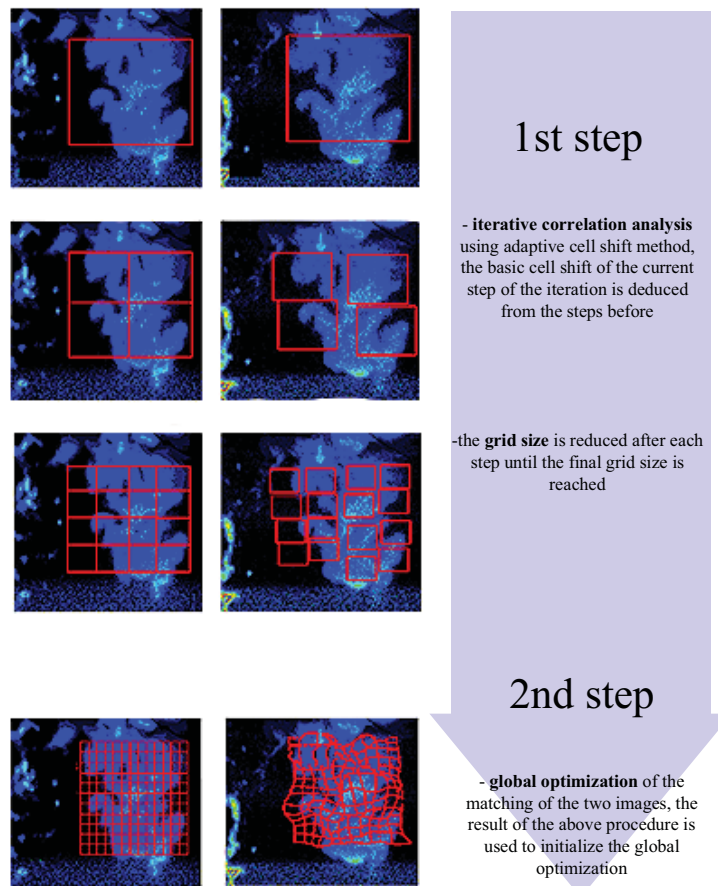 1st step
- iterative correlation analysis
using adaptive cell shift method,
the basic cell shift of the current
step of the iteration is deduced
from the steps before
-the grid size is reduced after each
step until the final grid size is
reached
2nd step
- global optimization of the
matching of the two images, the
result of the above procedure is
used to initialize the global
optimization